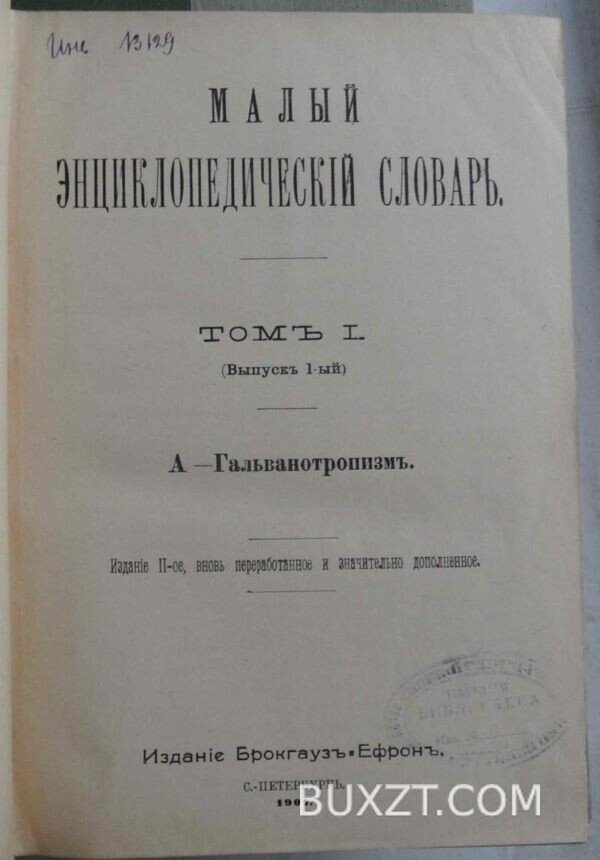 Инв 13129
МАЛЫЙ
ЭНЦИКЛОПЕДИЧЕСКІЙ СЛОВАРЬ.
ТОМЪ I.
(Выпускъ 1-ый)
А —Гальванотропизмъ.
Изданіе II-ое, вновь переработанное и значительно дополненное.
Изданіе Брокгаузъ-Ефронъ.
С.-ПЕТЕРБУРГЪ.
BUXZT.COM